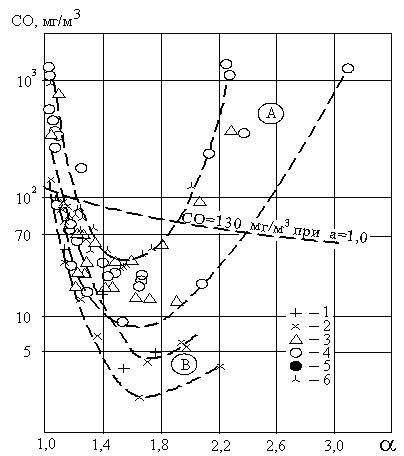 CO, мг/м³
10³
A
10²
CO=130 мг/м³ при a=1,0
70
10
5
B
+ – 1
× – 2
△ – 3
○ – 4
● – 5
⅄ – 6
1,0 1,4 1,8 2,2 2,6 3,0 α